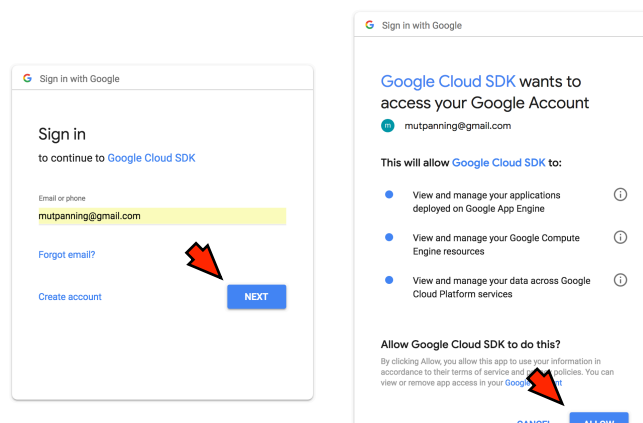 Sign in with Google
Sign in
to continue to Google Cloud SDK
Email or phone
mutpanning@gmail.com
Forgot email?
Create account
NEXT
Sign in with Google
Google Cloud SDK wants to
access your Google Account
m mutpanning@gmail.com
This will allow Google Cloud SDK to:
View and manage your applications
deployed on Google App Engine
View and manage your Google Compute
Engine resources
View and manage your data across Google
Cloud Platform services
Allow Google Cloud SDK to do this?
By clicking Allow, you allow this app to use your information in
accordance to their terms of service and policies. You can
view or remove app access in your Google
CANCEL ALLOW